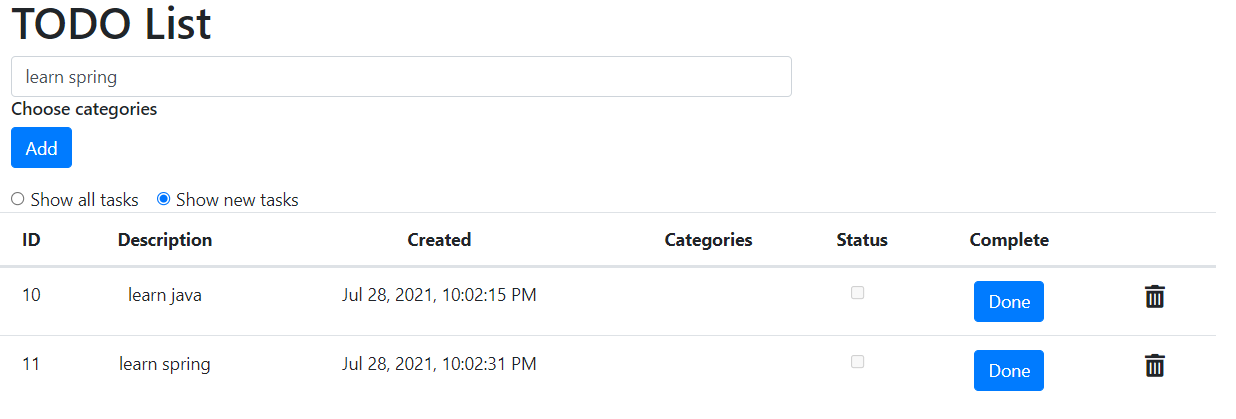 TODO List
learn spring
Choose categories
Add
Show all tasks Show new tasks
ID Description Created Categories Status Complete
10 learn java Jul 28, 2021, 10:02:15 PM Done
11 learn spring Jul 28, 2021, 10:02:31 PM Done